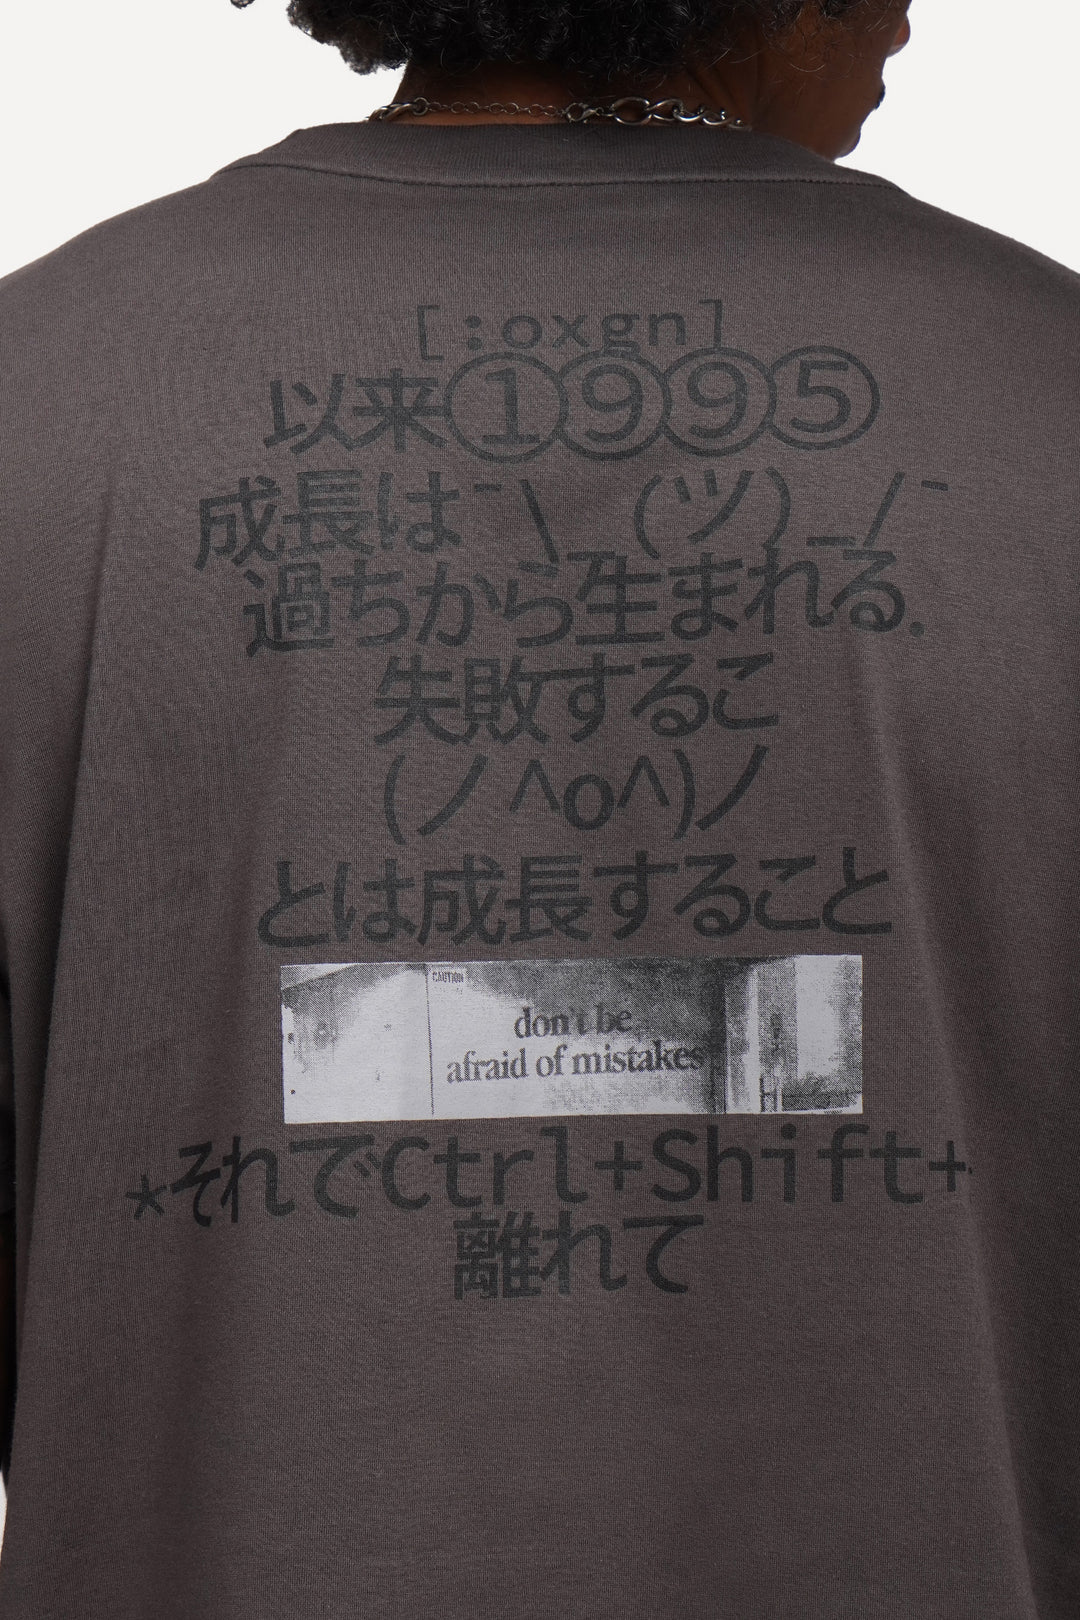 [:oxgn]
以来①⑨⑨⑤
成長は¯\_(ツ)_/¯
過ちから生まれる.
失敗するこ
(ノ^o^)ノ
とは成長すること
CAUTION
don't be
afraid of mistakes
*それでCtrl+Shift+
離れて